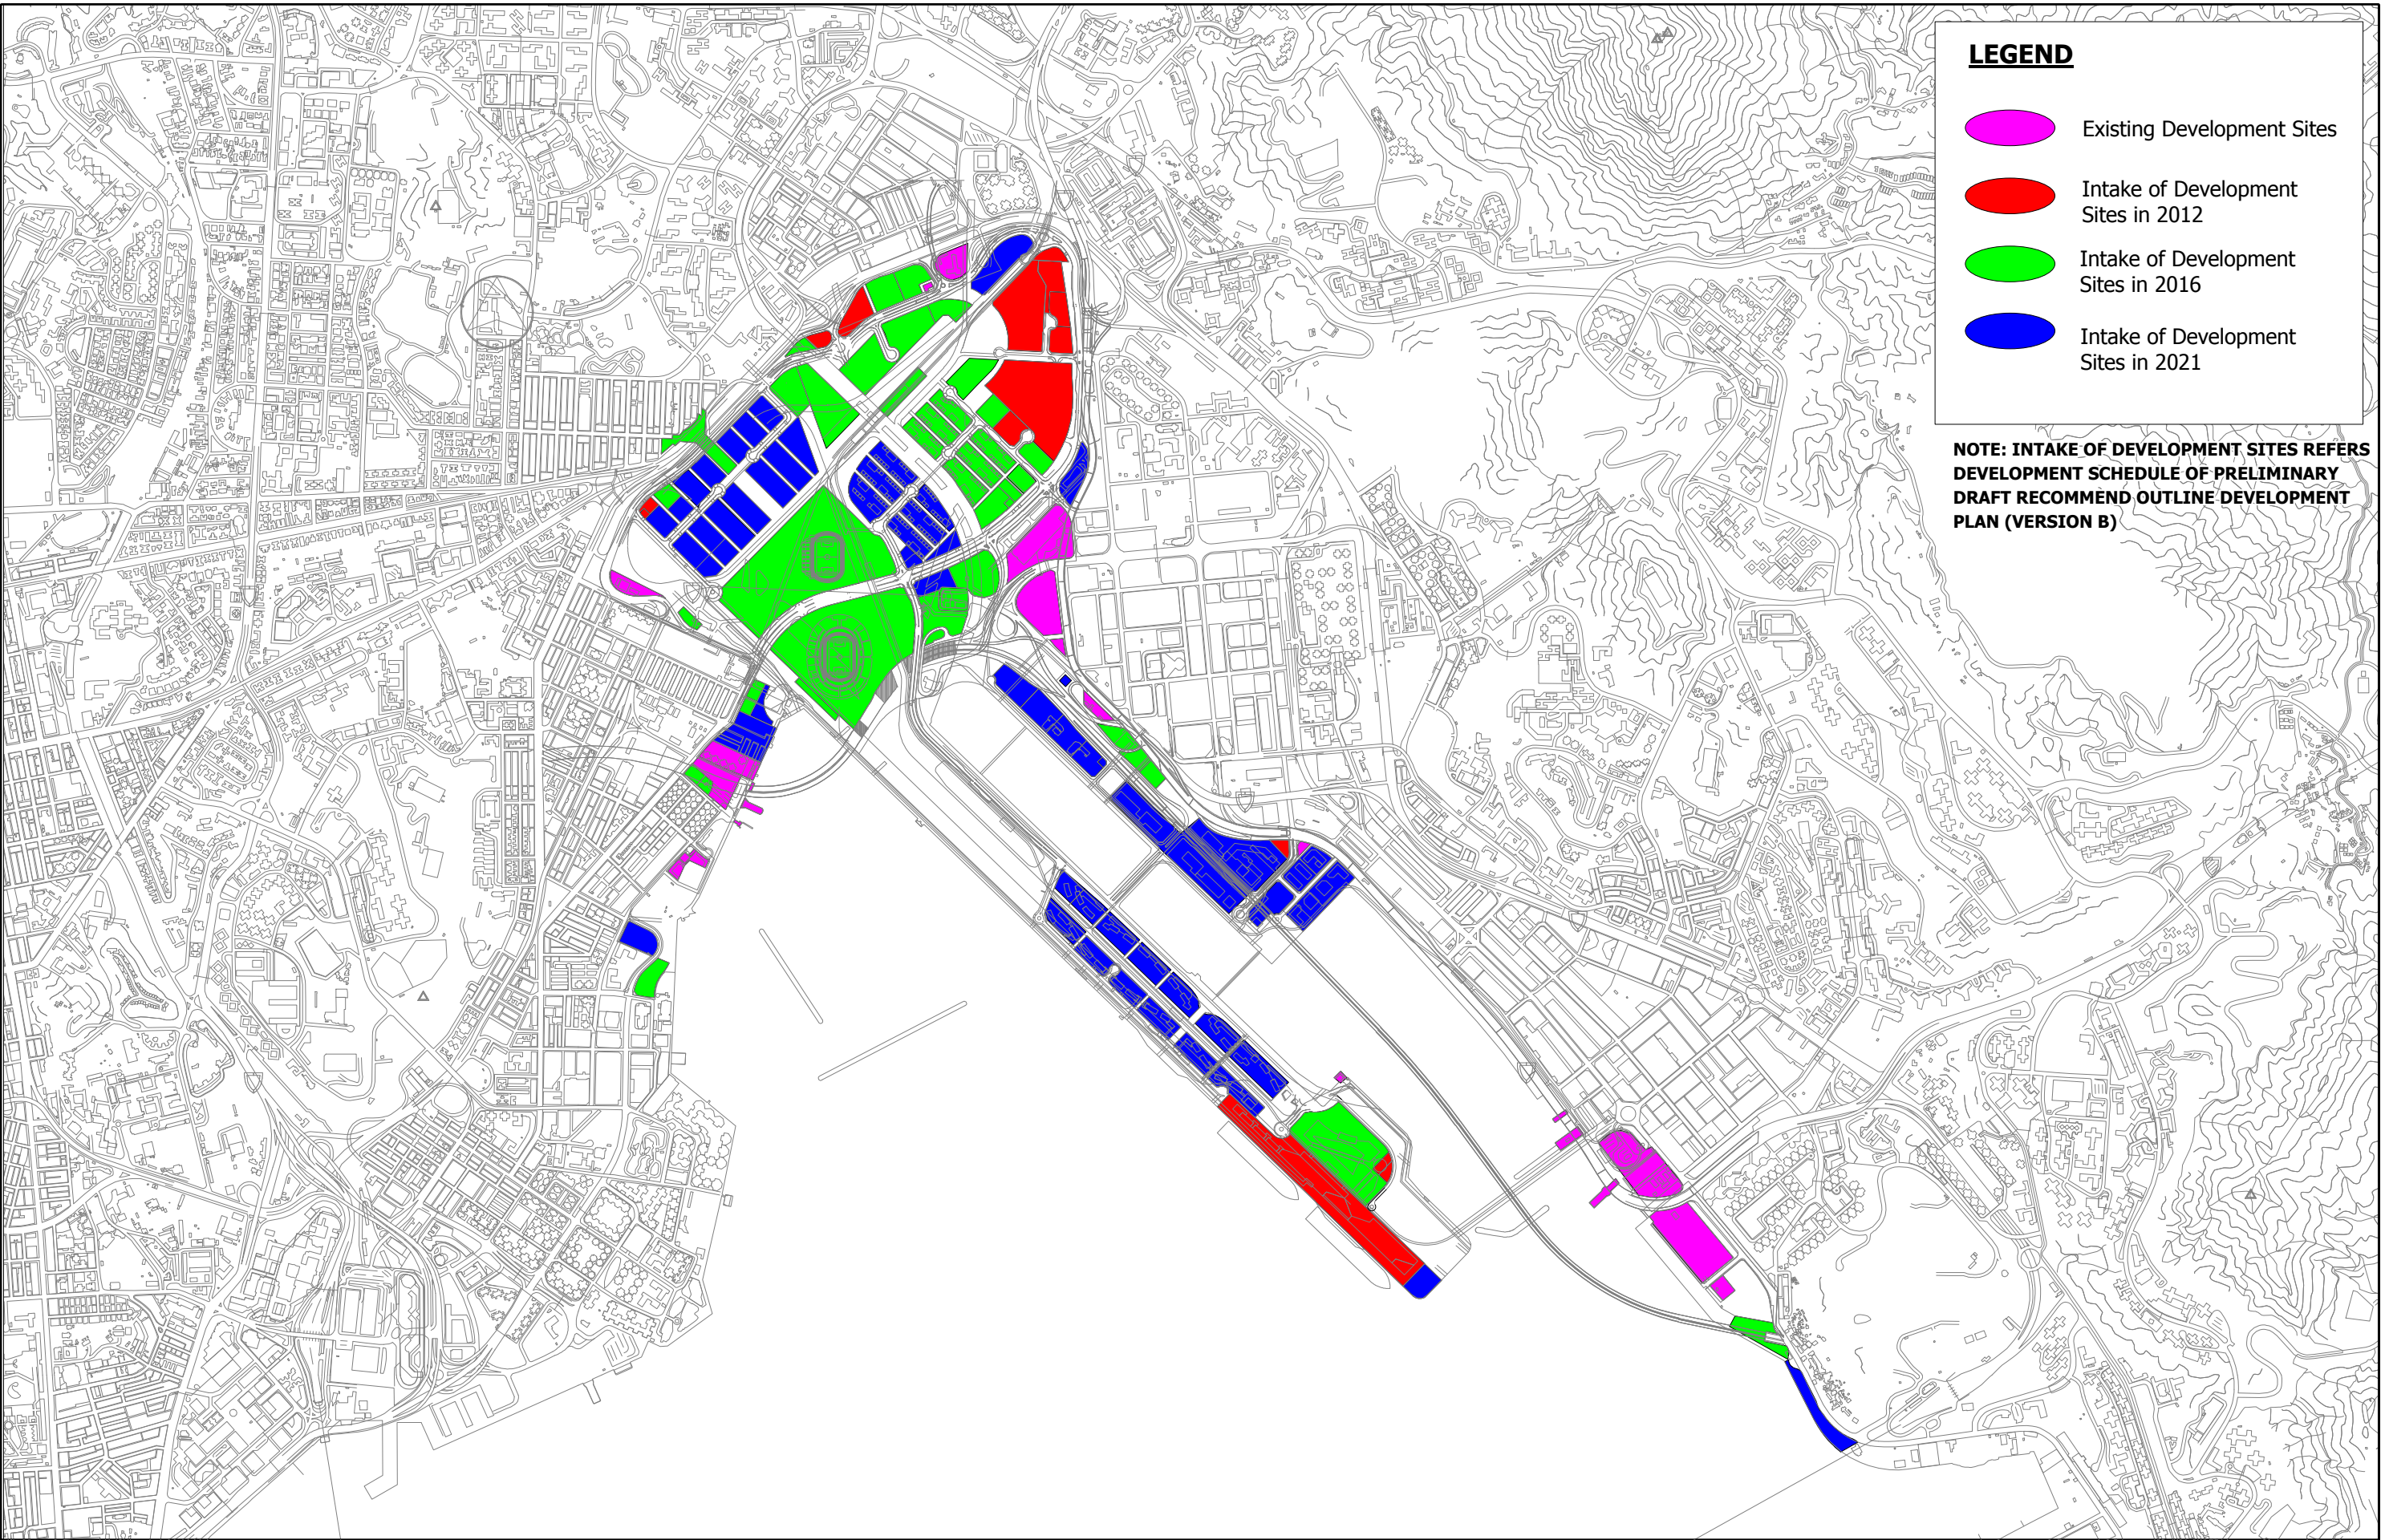 LEGEND
Existing Development Sites
Intake of Development
Sites in 2012
Intake of Development
Sites in 2016
Intake of Development
Sites in 2021
NOTE: INTAKE OF DEVELOPMENT SITES REFERS
DEVELOPMENT SCHEDULE OF PRELIMINARY
DRAFT RECOMMEND OUTLINE DEVELOPMENT
PLAN (VERSION B)